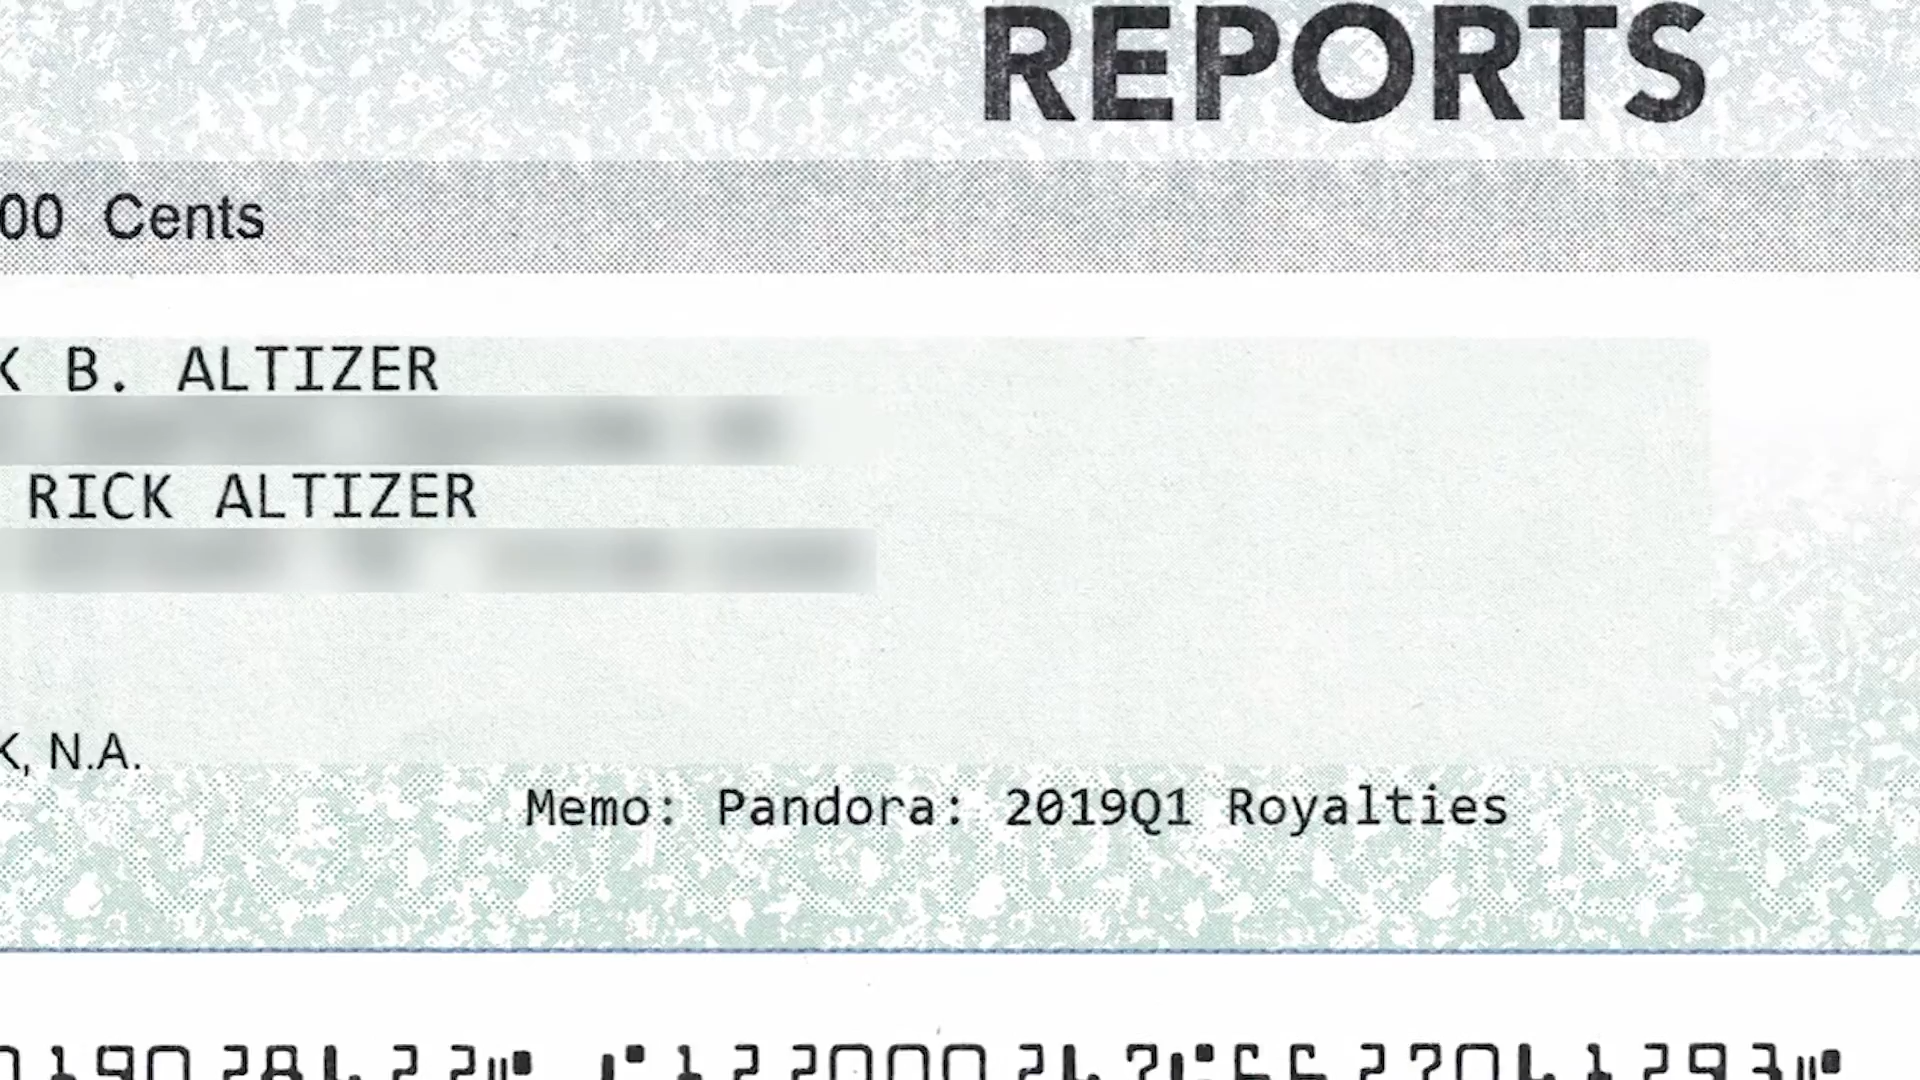 REPORTS
00 Cents
K B. ALTIZER
RICK ALTIZER
K, N.A.
Memo: Pandora: 2019Q1 Royalties